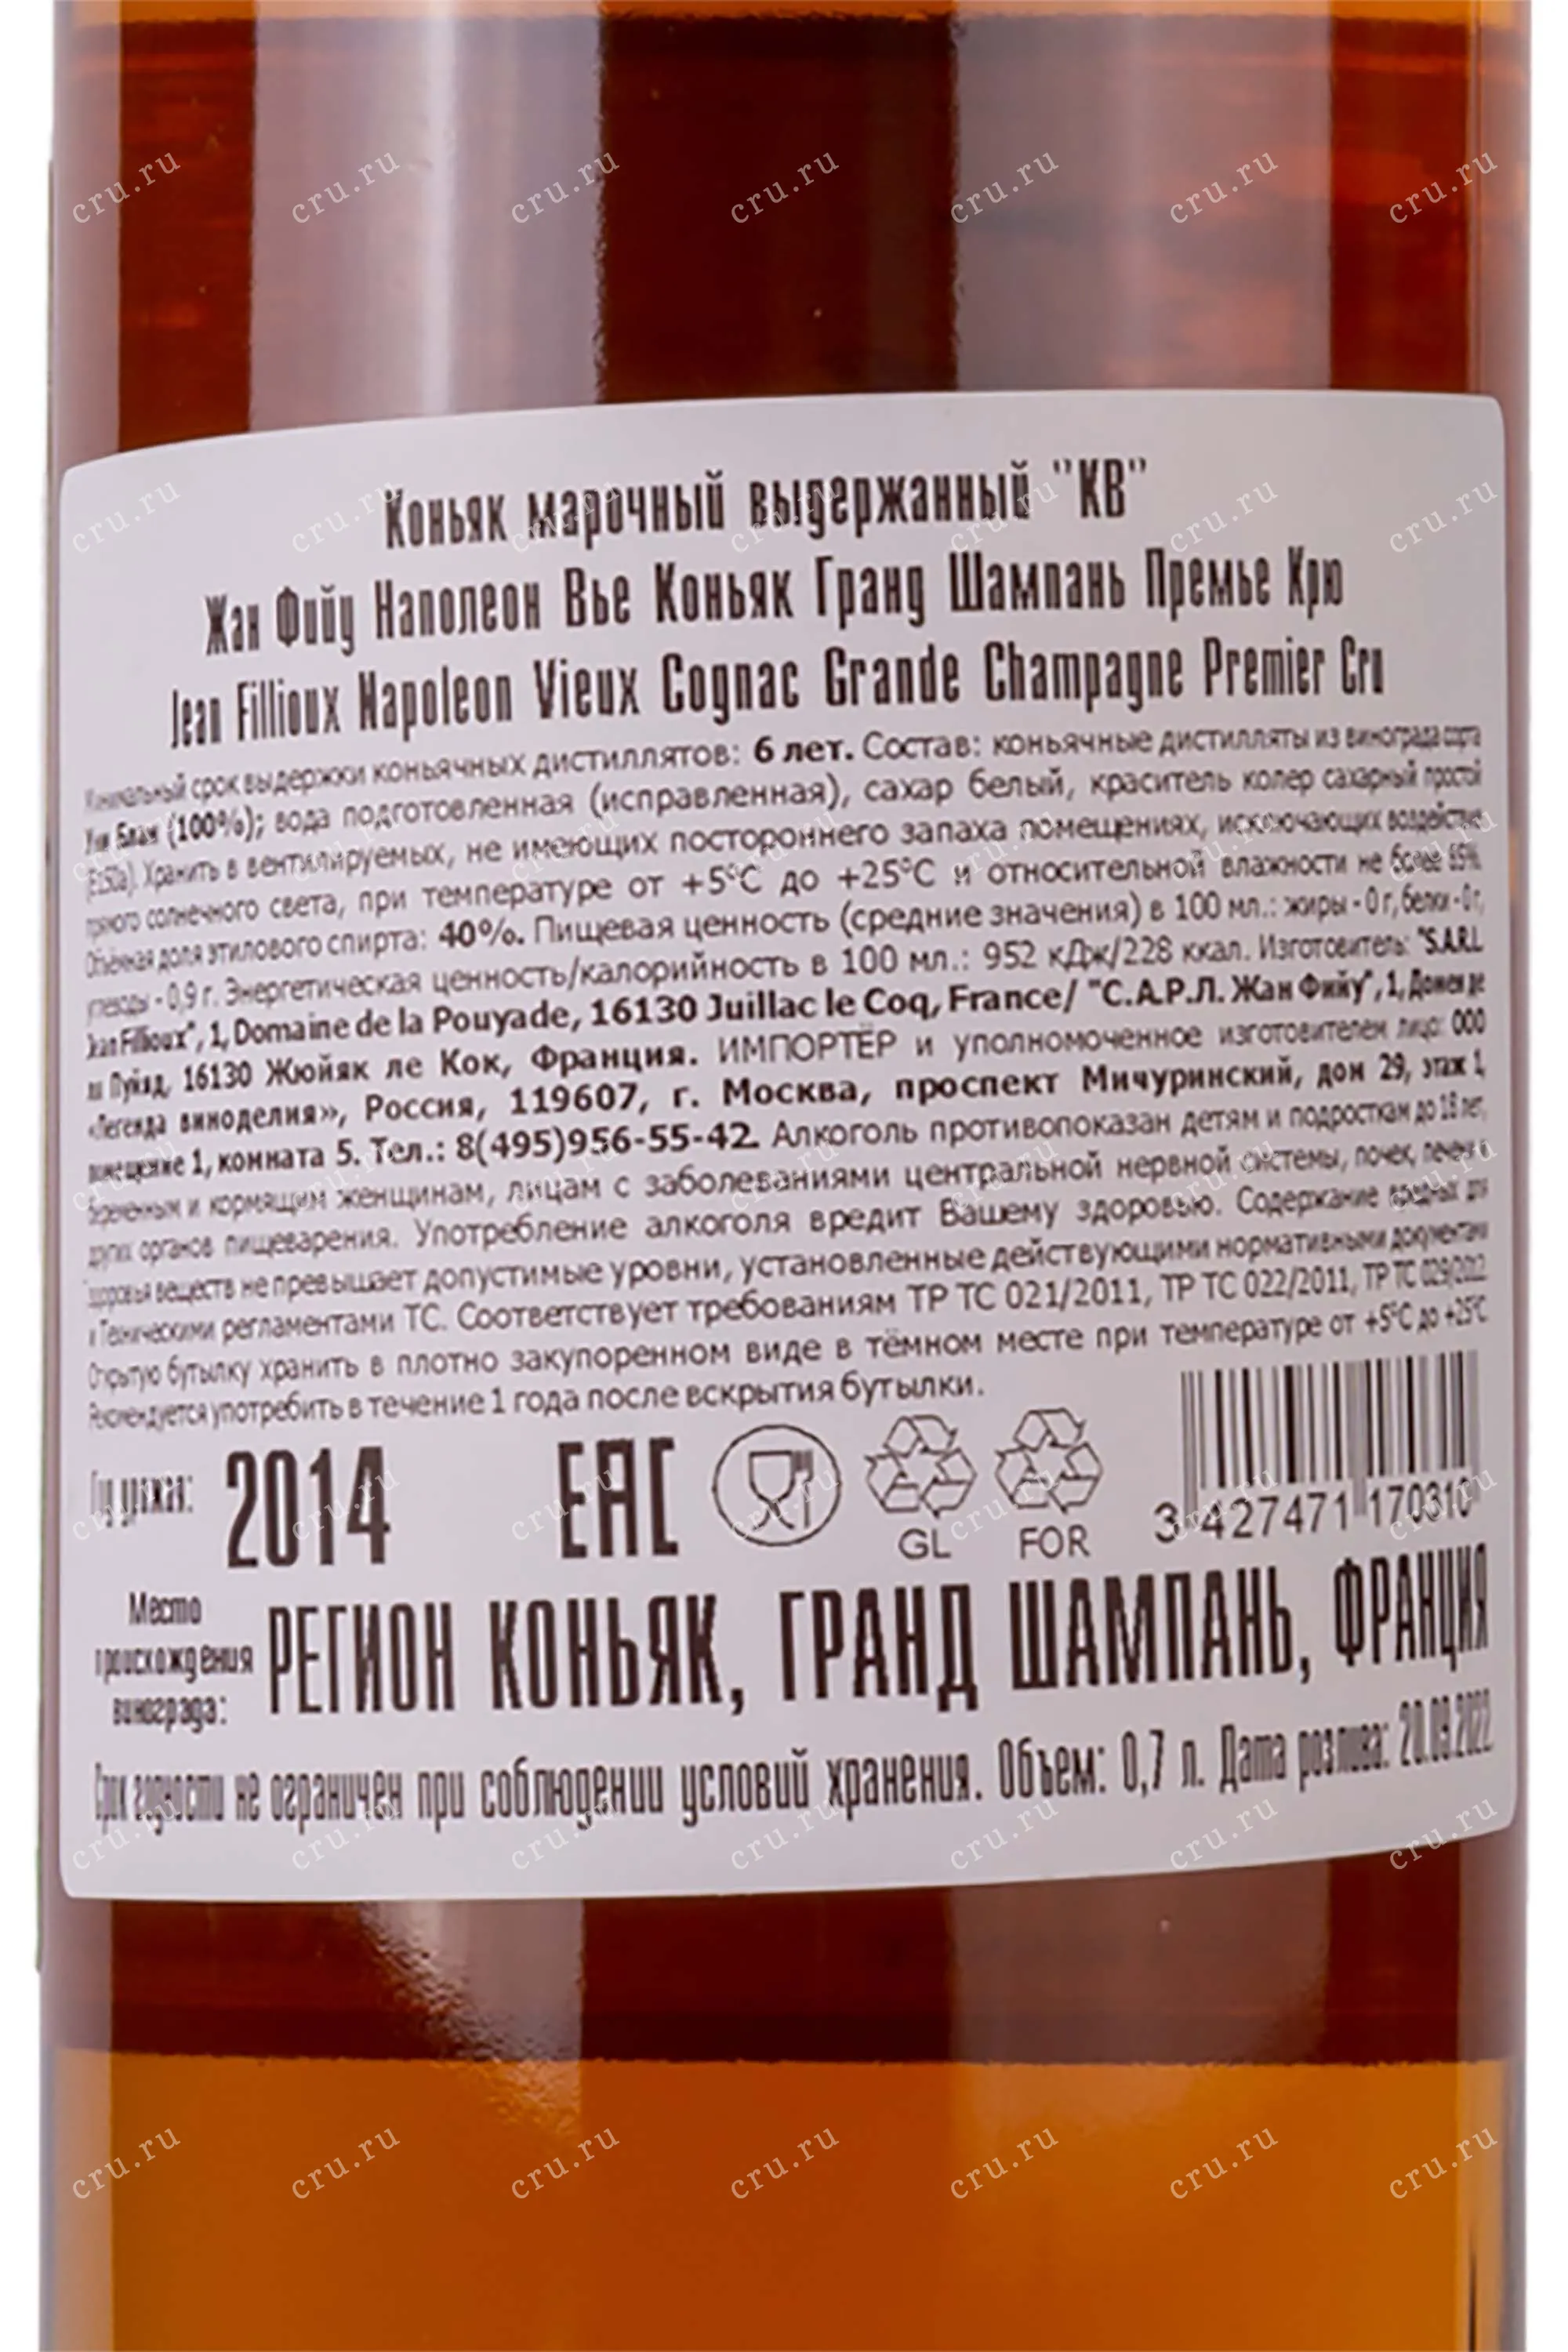 Коньяк марочный выдержанный "КВ"
Жан Фийу Наполеон Вье Коньяк Гранд Шампань Премье Крю
Jean Fillioux Napoleon Vieux Cognac Grande Champagne Premier Cru
Минимальный срок выдержки коньячных дистиллятов: 6 лет. Состав: коньячные дистилляты из винограда сорта
Уни Блан (100%); вода подготовленная (исправленная), сахар белый, краситель колер сахарный простой
(E150a). Хранить в вентилируемых, не имеющих постороннего запаха помещениях, исключающих воздействие
прямого солнечного света, при температуре от +5°C до +25°C и относительной влажности не более 85%.
Объёмная доля этилового спирта: 40%. Пищевая ценность (средние значения) в 100 мл.: жиры - 0 г, белки - 0 г,
углеводы - 0,9 г. Энергетическая ценность/калорийность в 100 мл.: 952 кДж/228 ккал. Изготовитель: "S.A.R.L
Jean Fillioux", 1, Domaine de la Pouyade, 16130 Juillac le Coq, France/ "С.А.Р.Л. Жан Фийу", 1, Домен де
ла Пуйяд, 16130 Жюйяк ле Кок, Франция. ИМПОРТЁР и уполномоченное изготовителем лицо: ООО
«Легенда виноделия», Россия, 119607, г. Москва, проспект Мичуринский, дом 29, этаж 1,
помещение 1, комната 5. Тел.: 8(495)956-55-42. Алкоголь противопоказан детям и подросткам до 18 лет,
беременным и кормящим женщинам, лицам с заболеваниями центральной нервной системы, почек, печени и
других органов пищеварения. Употребление алкоголя вредит Вашему здоровью. Содержание вредных для
здоровья веществ не превышает допустимые уровни, установленные действующими нормативными документами
и Техническими регламентами ТС. Соответствует требованиям ТР ТС 021/2011, ТР ТС 022/2011, ТР ТС 029/2012
Открытую бутылку хранить в плотно закупоренном виде в тёмном месте при температуре от +5°C до +25°C
Рекомендуется употребить в течение 1 года после вскрытия бутылки.
Год урожая: 2014 EAC GL FOR 3 427471 170310
Место
происхождения
винограда:
РЕГИОН КОНЬЯК, ГРАНД ШАМПАНЬ, ФРАНЦИЯ
Срок годности не ограничен при соблюдении условий хранения. Объем: 0,7 л. Дата розлива: 20.09.2022
cru.ru